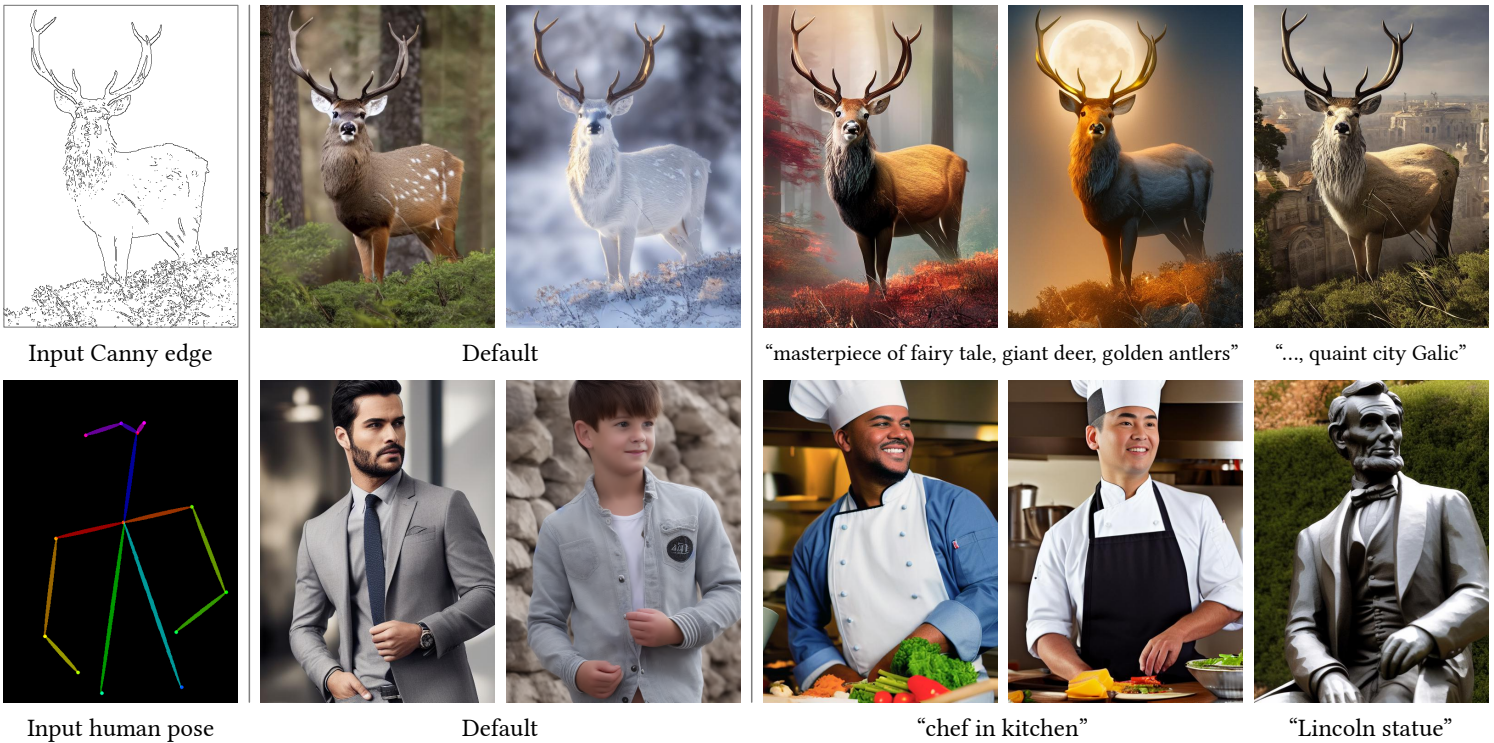 Input Canny edge
Default
“masterpiece of fairy tale, giant deer, golden antlers”
“..., quaint city Galic”
Input human pose
Default
“chef in kitchen”
“Lincoln statue”